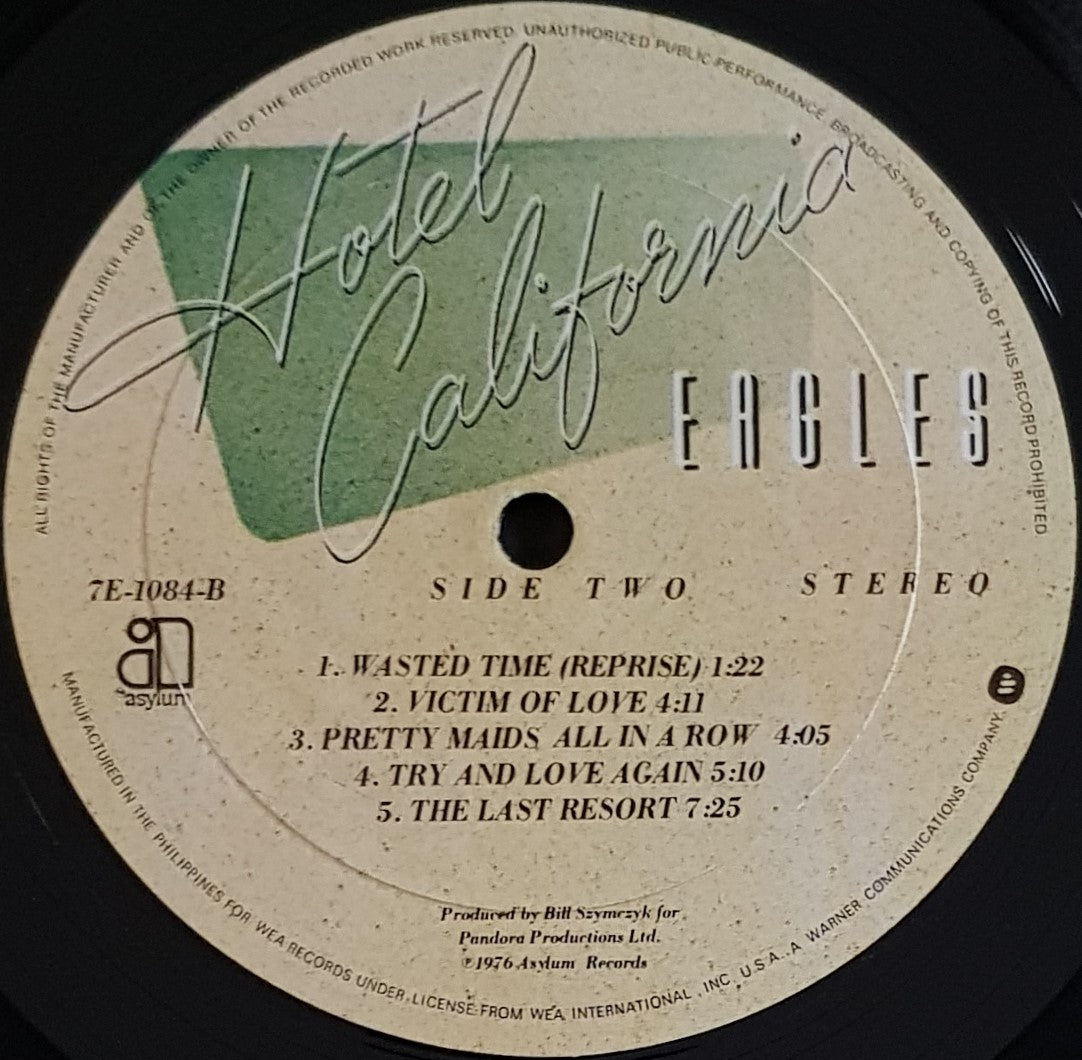 ALL RIGHTS OF THE MANUFACTURER AND OF THE OWNER OF THE RECORDED WORK RESERVED. UNAUTHORIZED PUBLIC PERFORMANCE, BROADCASTING AND COPYING OF THIS RECORD PROHIBITED
Hotel
California
EAGLES
7E-1084-B
SIDE TWO
STEREO
asylum
1. WASTED TIME (REPRISE) 1:22
2. VICTIM OF LOVE 4:11
3. PRETTY MAIDS ALL IN A ROW 4:05
4. TRY AND LOVE AGAIN 5:10
5. THE LAST RESORT 7:25
Produced by Bill Szymczyk for
Pandora Productions Ltd.
℗1976 Asylum Records
MANUFACTURED IN THE PHILIPPINES FOR WEA RECORDS UNDER LICENSE FROM WEA INTERNATIONAL, INC. U.S.A. A WARNER COMMUNICATIONS COMPANY.